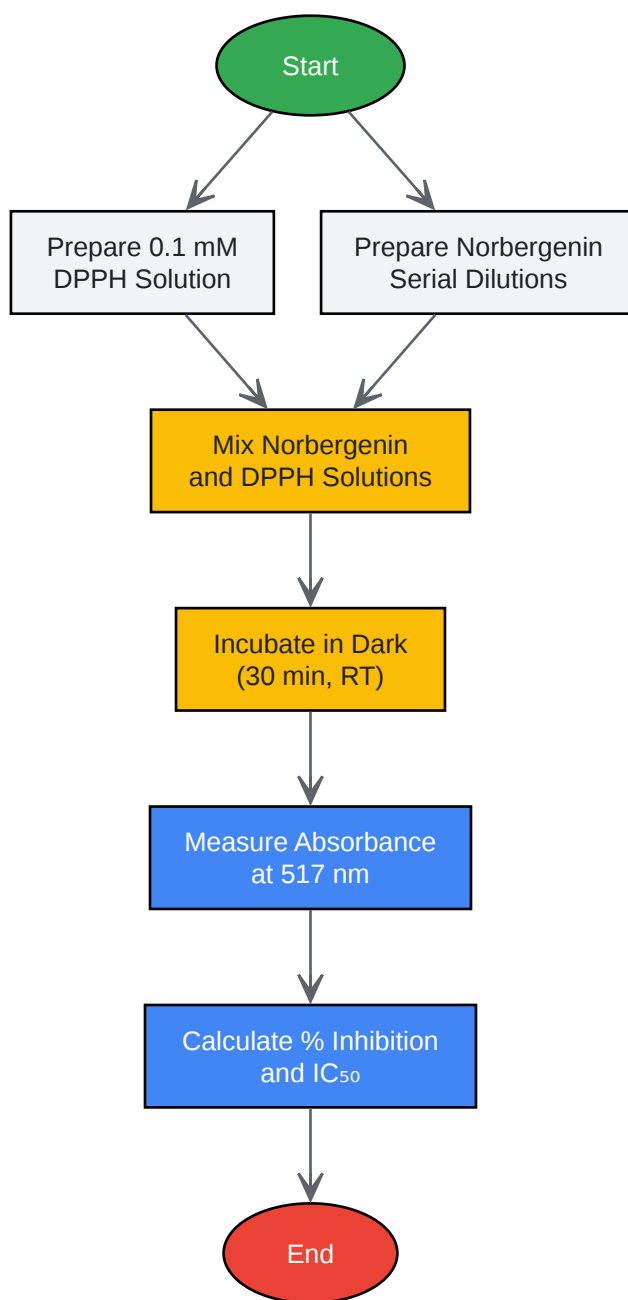 Start
Prepare 0.1 mM
DPPH Solution
Prepare Norbergenin
Serial Dilutions
Mix Norbergenin
and DPPH Solutions
Incubate in Dark
(30 min, RT)
Measure Absorbance
at 517 nm
Calculate % Inhibition
and IC₅₀
End